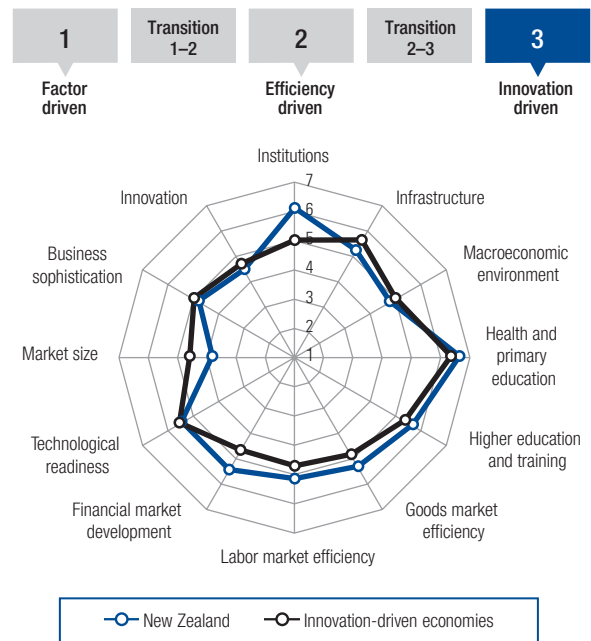 1
Transition
1–2
2
Transition
2–3
3
Factor
driven
Efficiency
driven
Innovation
driven
Institutions
7
6
5
4
3
2
1
Infrastructure
Macroeconomic
environment
Health and
primary
education
Higher education
and training
Goods market
efficiency
Labor market efficiency
Financial market
development
Technological
readiness
Market size
Business
sophistication
Innovation
New Zealand
Innovation-driven economies